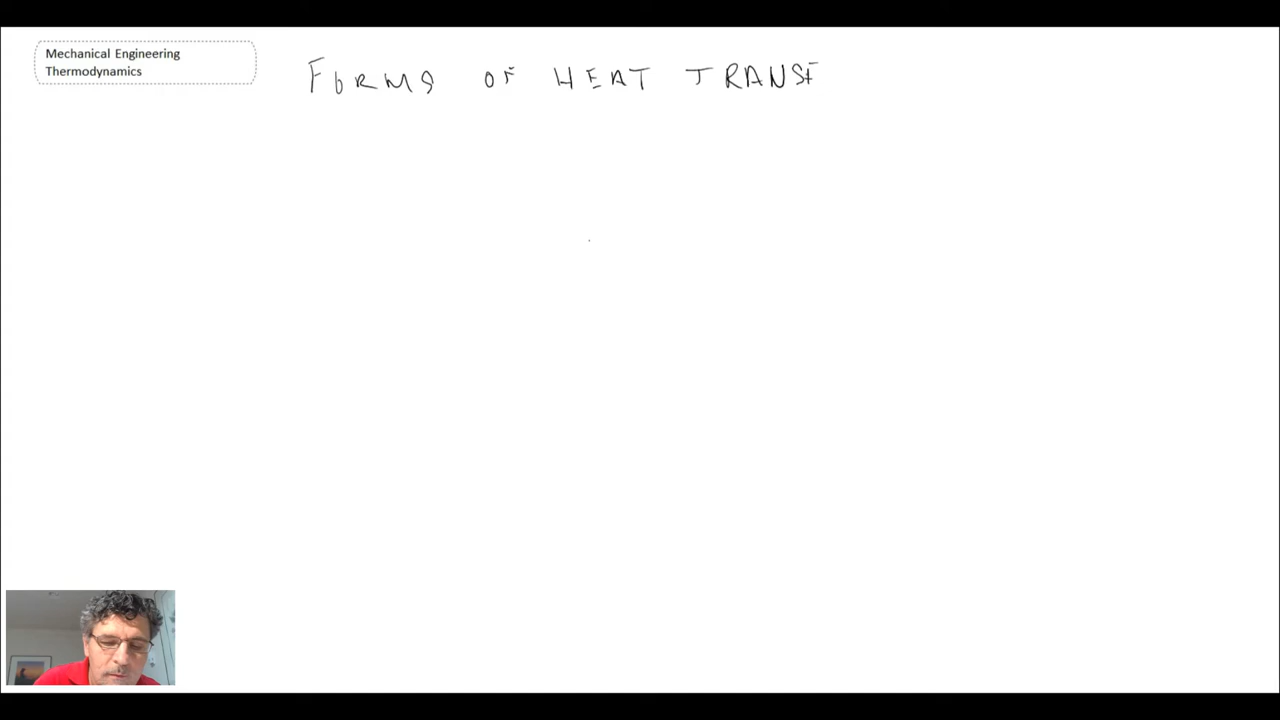 Mechanical Engineering
Thermodynamics
FORMS OF HEAT TRANSF